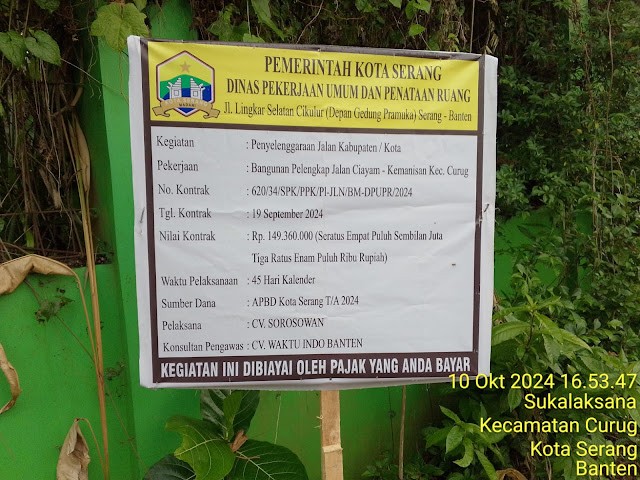 PEMERINTAH KOTA SERANG
DINAS PEKERJAAN UMUM DAN PENATAAN RUANG
Jl. Lingkar Selatan Cikulur (Depan Gedung Pramuka) Serang - Banten
Kegiatan : Penyelenggaraan Jalan Kabupaten / Kota
Pekerjaan : Bangunan Pelengkap Jalan Ciayam - Kemanisan Kec. Curug
No. Kontrak : 620/34/SPK/PPK/PI-JLN/BM-DPUPR/2024
Tgl. Kontrak : 19 September 2024
Nilai Kontrak : Rp. 149.360.000 (Seratus Empat Puluh Sembilan Juta
Tiga Ratus Enam Puluh Ribu Rupiah)
Waktu Pelaksanaan : 45 Hari Kalender
Sumber Dana : APBD Kota Serang T/A 2024
Pelaksana : CV. SOROSOWAN
Konsultan Pengawas : CV. WAKTU INDO BANTEN
KEGIATAN INI DIBIAYAI OLEH PAJAK YANG ANDA BAYAR
10 Okt 2024 16.53.47
Sukalaksana
Kecamatan Curug
Kota Serang
Banten